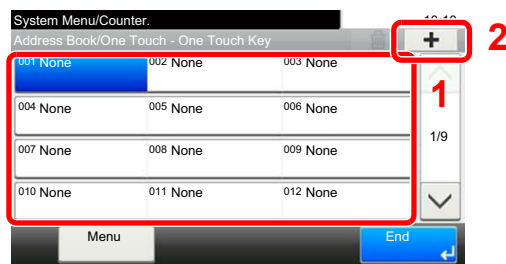 System Menu/Counter.
10:10
Address Book/One Touch - One Touch Key
+
2
001 None 002 None 003 None
1
004 None 005 None 006 None
1/9
007 None 008 None 009 None
010 None 011 None 012 None
Menu
End